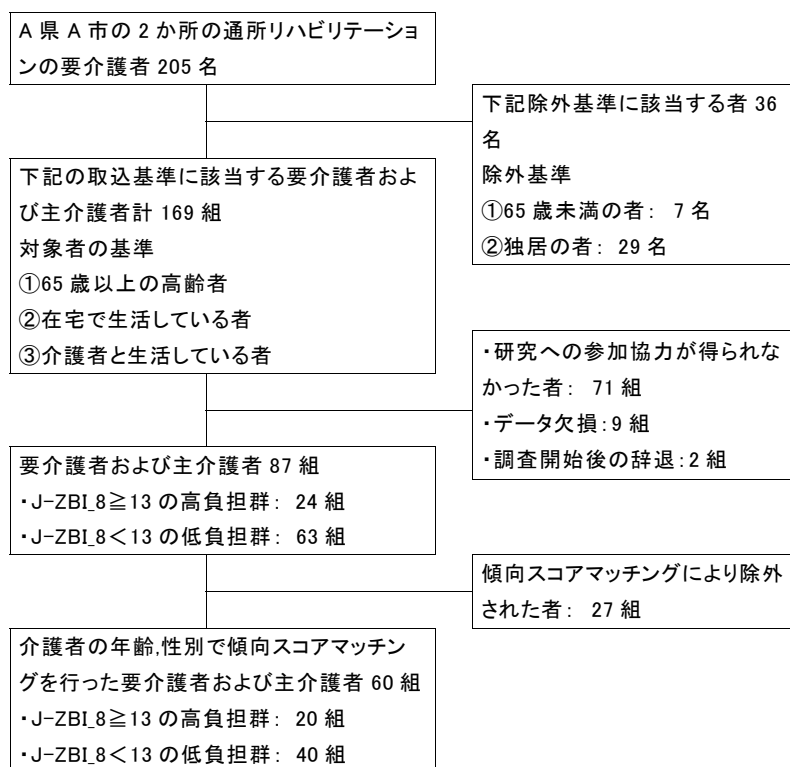 A 県 A 市の 2 か所の通所リハビリテーショ
ンの要介護者 205 名
下記除外基準に該当する者 36
名
除外基準
①65 歳未満の者： 7 名
②独居の者： 29 名
下記の取込基準に該当する要介護者およ
び主介護者計 169 組
対象者の基準
①65 歳以上の高齢者
②在宅で生活している者
③介護者と生活している者
・研究への参加協力が得られな
かった者： 71 組
・データ欠損：9 組
・調査開始後の辞退：2 組
要介護者および主介護者 87 組
・J-ZBI_8≧13 の高負担群： 24 組
・J-ZBI_8＜13 の低負担群： 63 組
傾向スコアマッチングにより除外
された者： 27 組
介護者の年齢,性別で傾向スコアマッチン
グを行った要介護者および主介護者 60 組
・J-ZBI_8≧13 の高負担群： 20 組
・J-ZBI_8＜13 の低負担群： 40 組